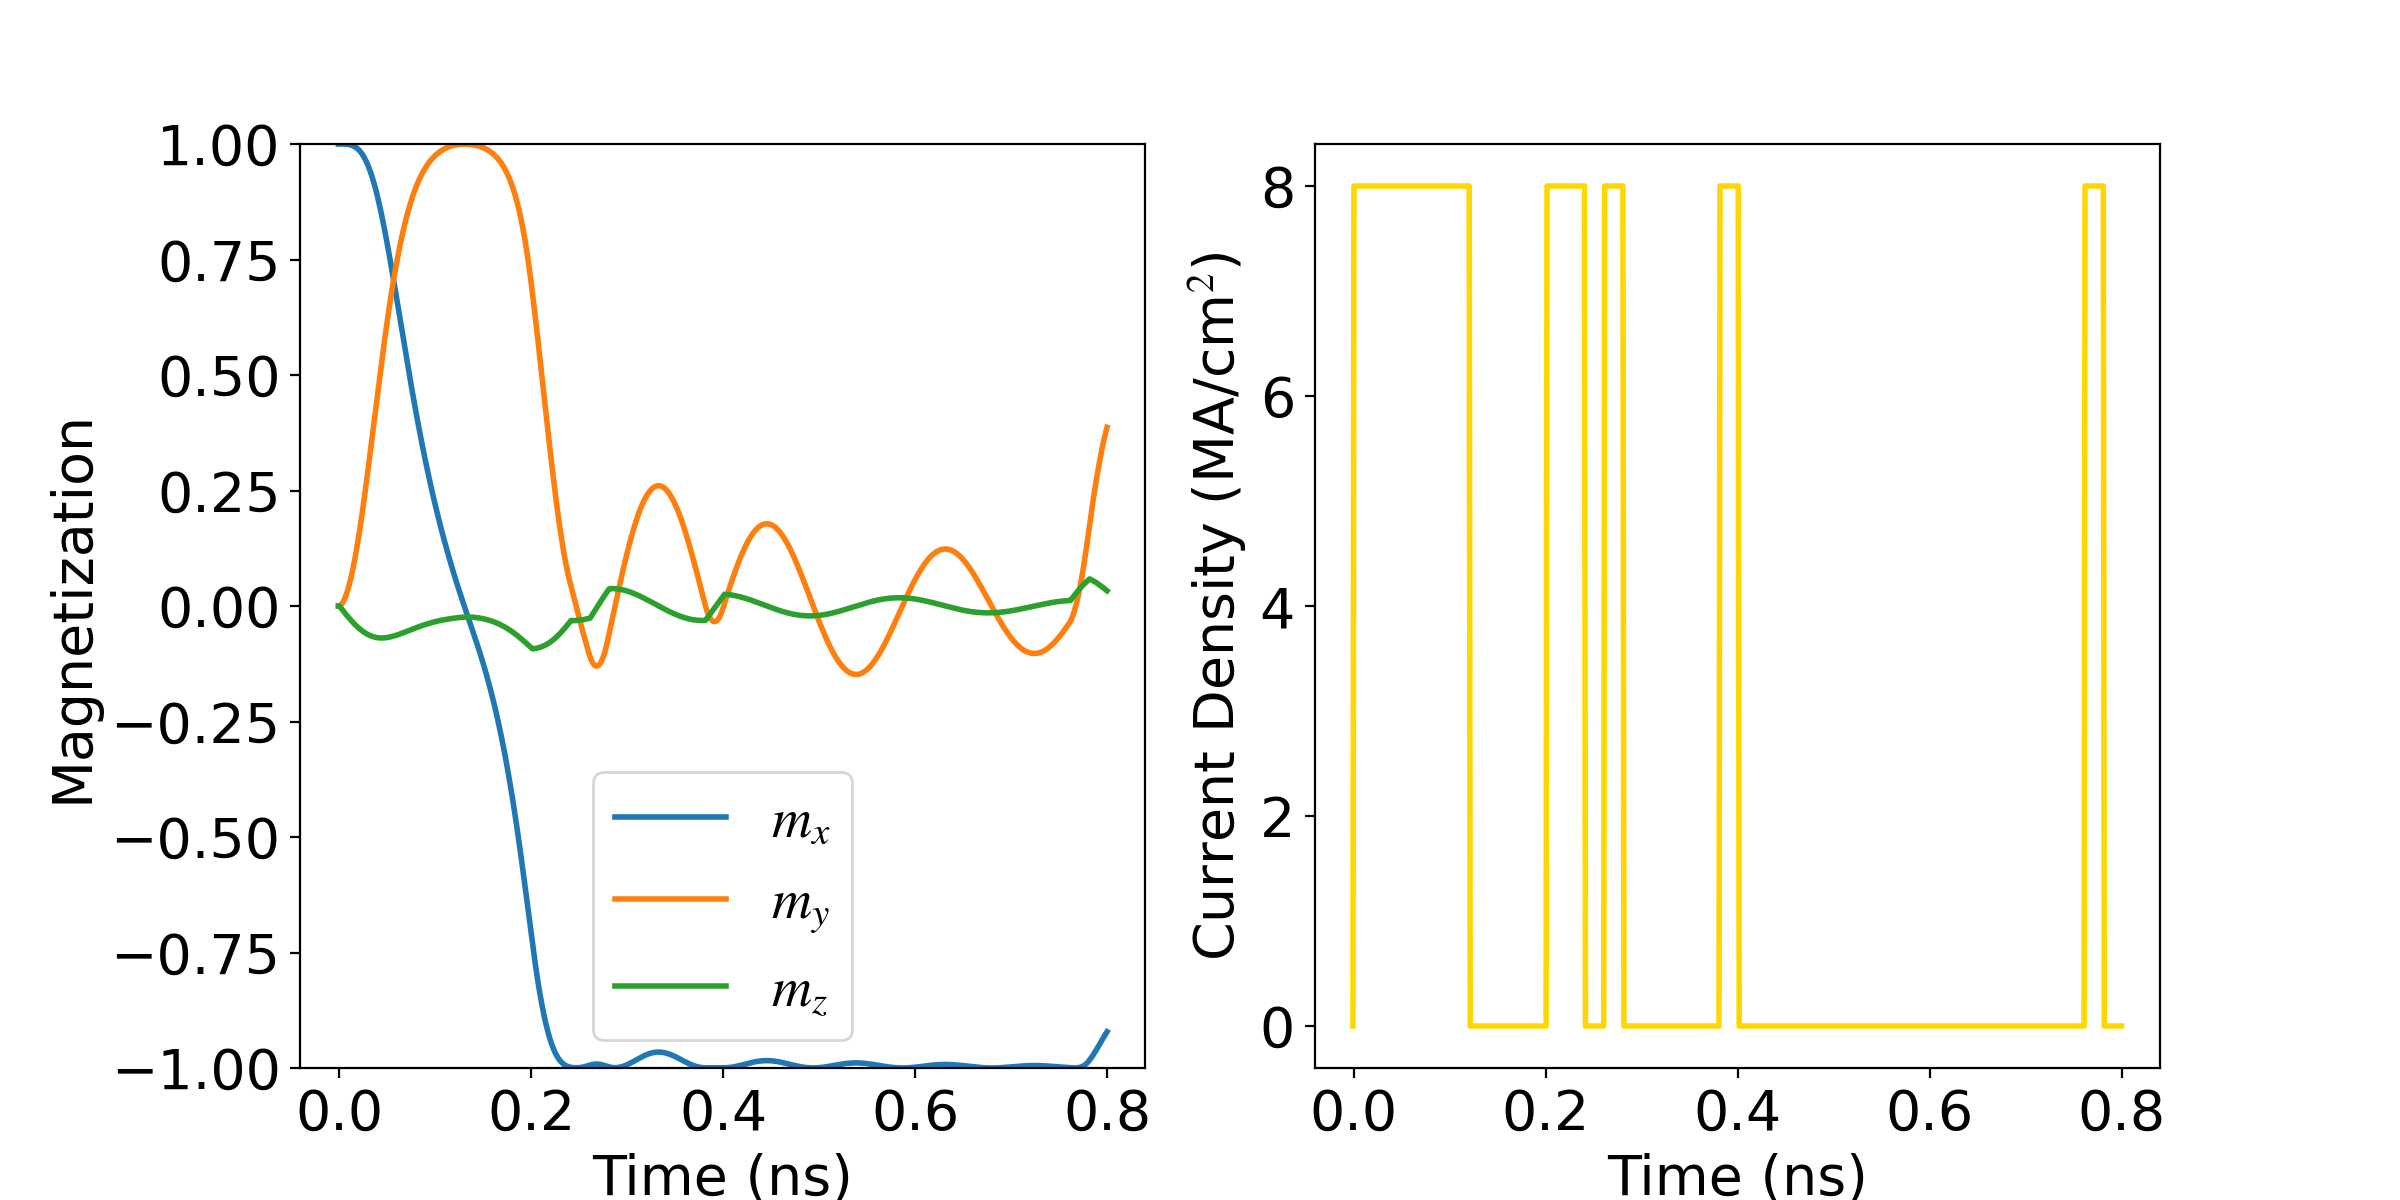 1.00
0.75
0.50
0.25
0.00
−0.25
−0.50
−0.75
−1.00
Magnetization
0.0 0.2 0.4 0.6 0.8
Time (ns)
m_x
m_y
m_z
8
6
4
2
0
Current Density (MA/cm²)
0.0 0.2 0.4 0.6 0.8
Time (ns)